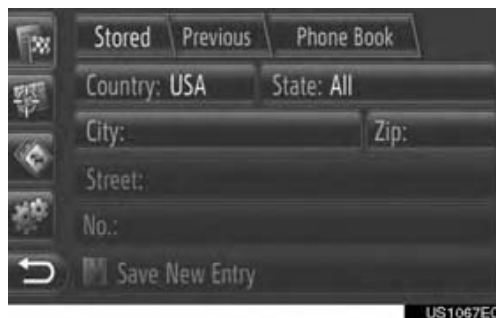 Stored Previous Phone Book
Country: USA State: All
City: Zip:
Street:
No.:
Save New Entry
US1067EC